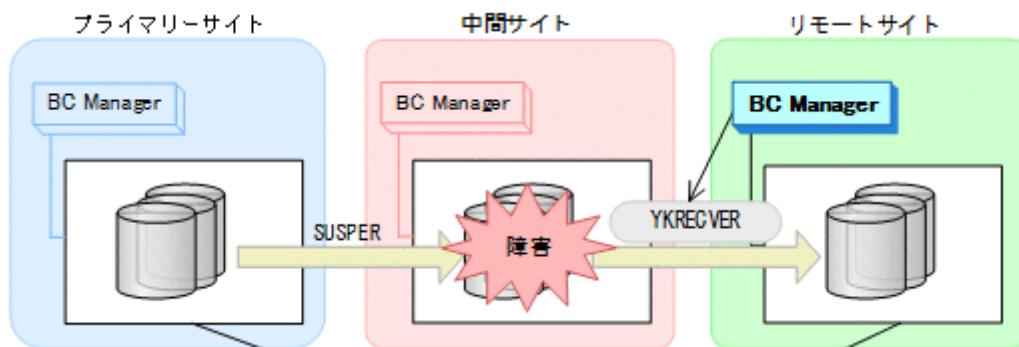 プライマリーサイト
中間サイト
リモートサイト
BC Manager
BC Manager
BC Manager
SUSPER
障害
YKRECVER